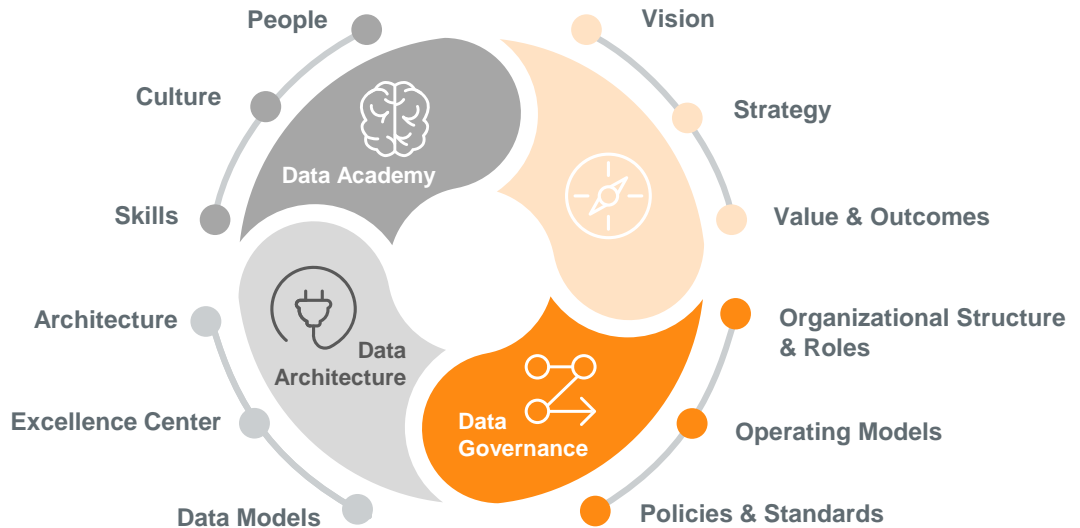 People
Vision
Culture
Strategy
Data Academy
Skills
Value & Outcomes
Architecture
Organizational Structure
& Roles
Data
Architecture
Excellence Center
Data
Governance
Operating Models
Data Models
Policies & Standards